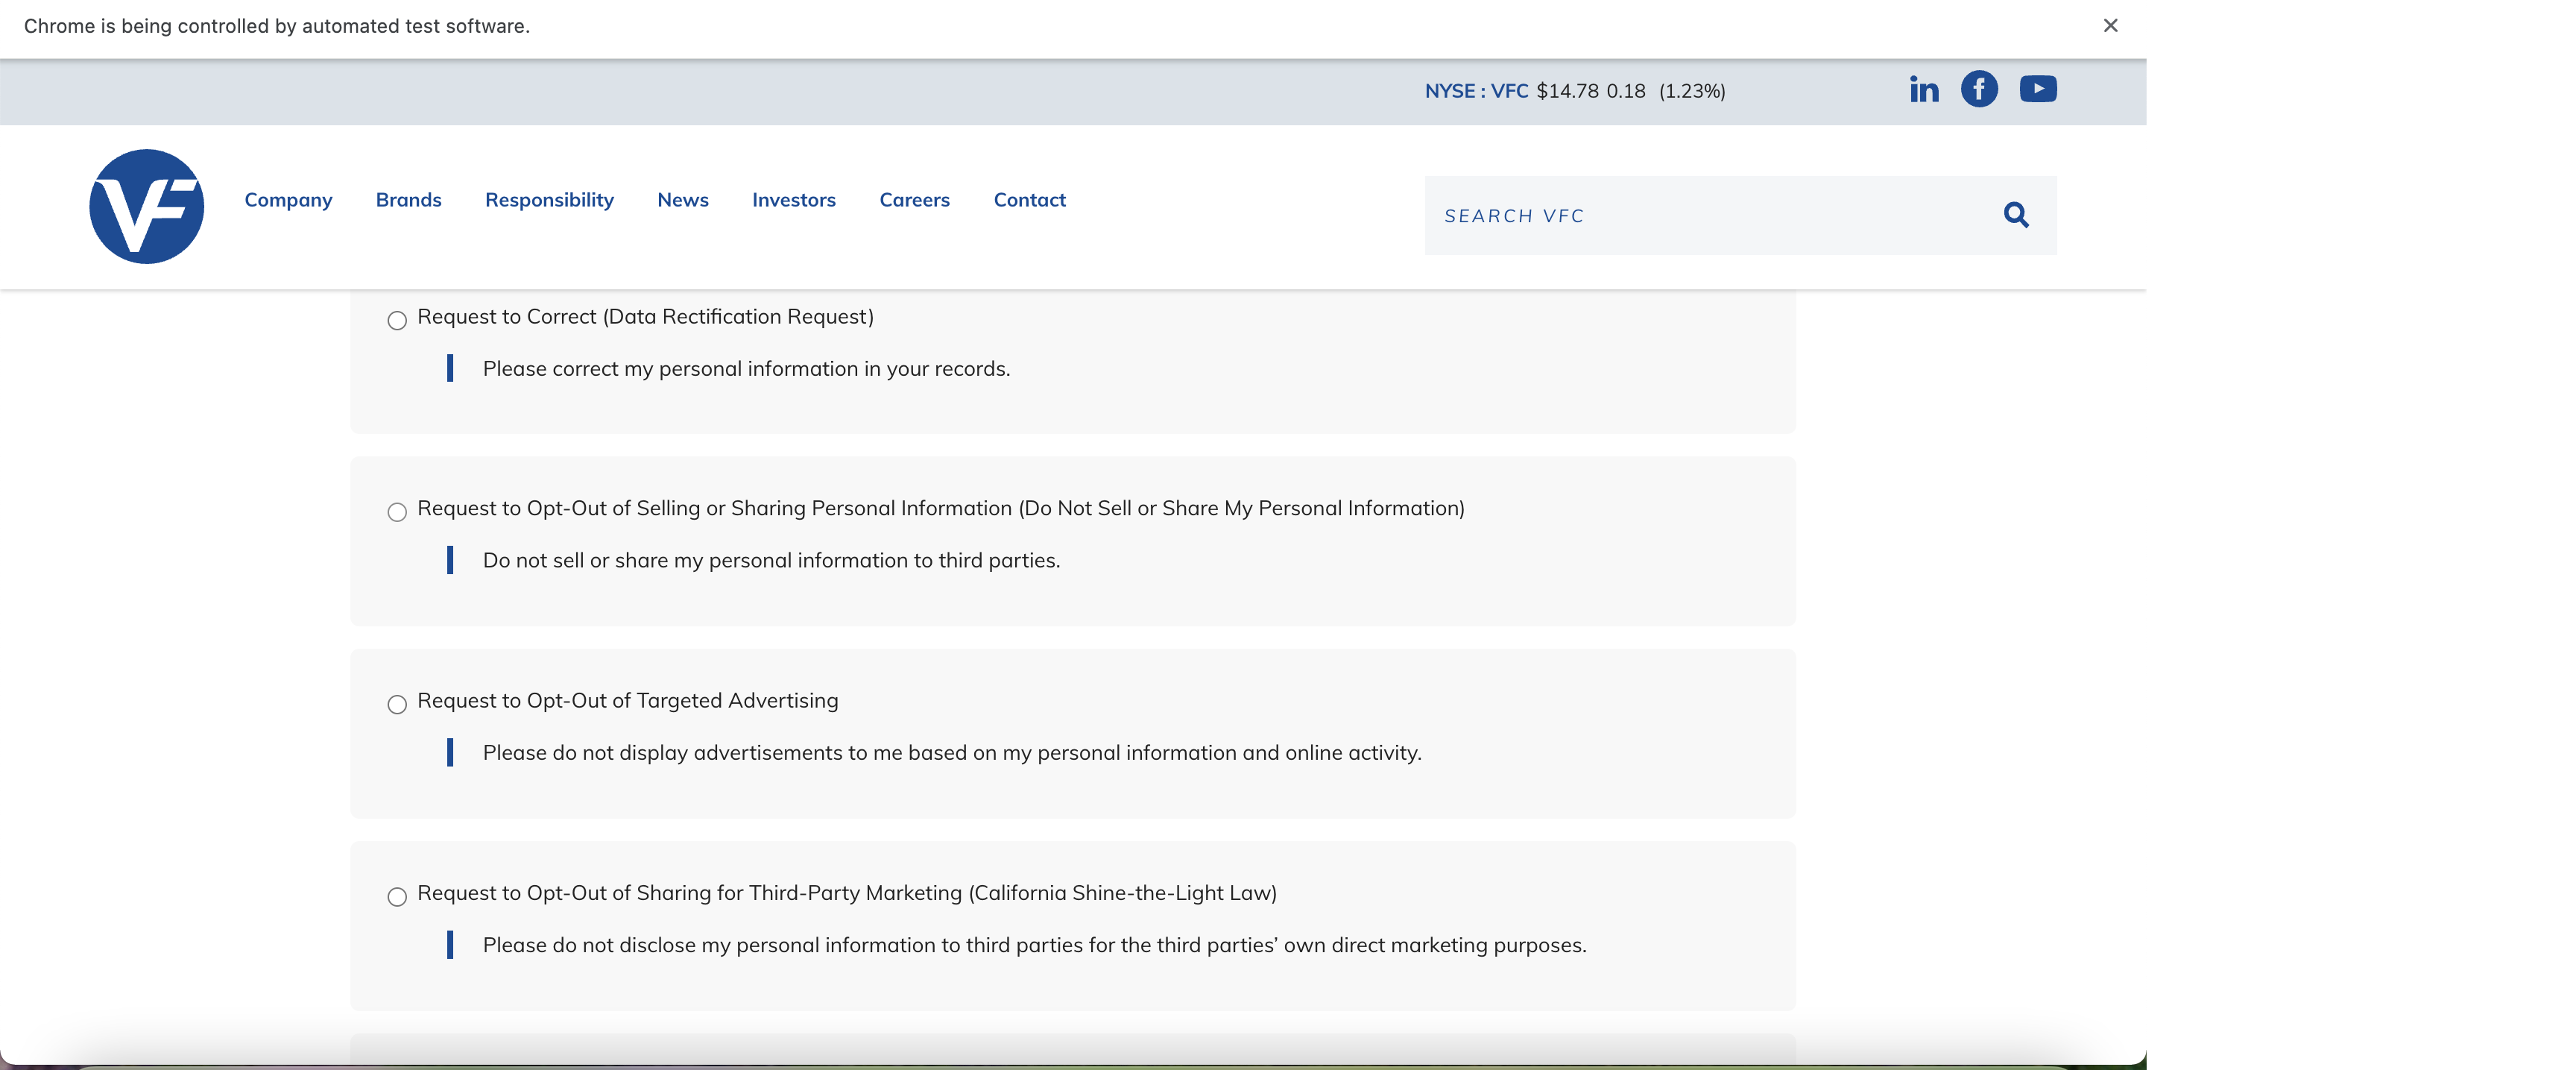 Chrome is being controlled by automated test software.
NYSE : VFC $14.78 0.18 (1.23%)
VF Company Brands Responsibility News Investors Careers Contact
SEARCH VFC
Request to Correct (Data Rectification Request)
Please correct my personal information in your records.
Request to Opt-Out of Selling or Sharing Personal Information (Do Not Sell or Share My Personal Information)
Do not sell or share my personal information to third parties.
Request to Opt-Out of Targeted Advertising
Please do not display advertisements to me based on my personal information and online activity.
Request to Opt-Out of Sharing for Third-Party Marketing (California Shine-the-Light Law)
Please do not disclose my personal information to third parties for the third parties’ own direct marketing purposes.